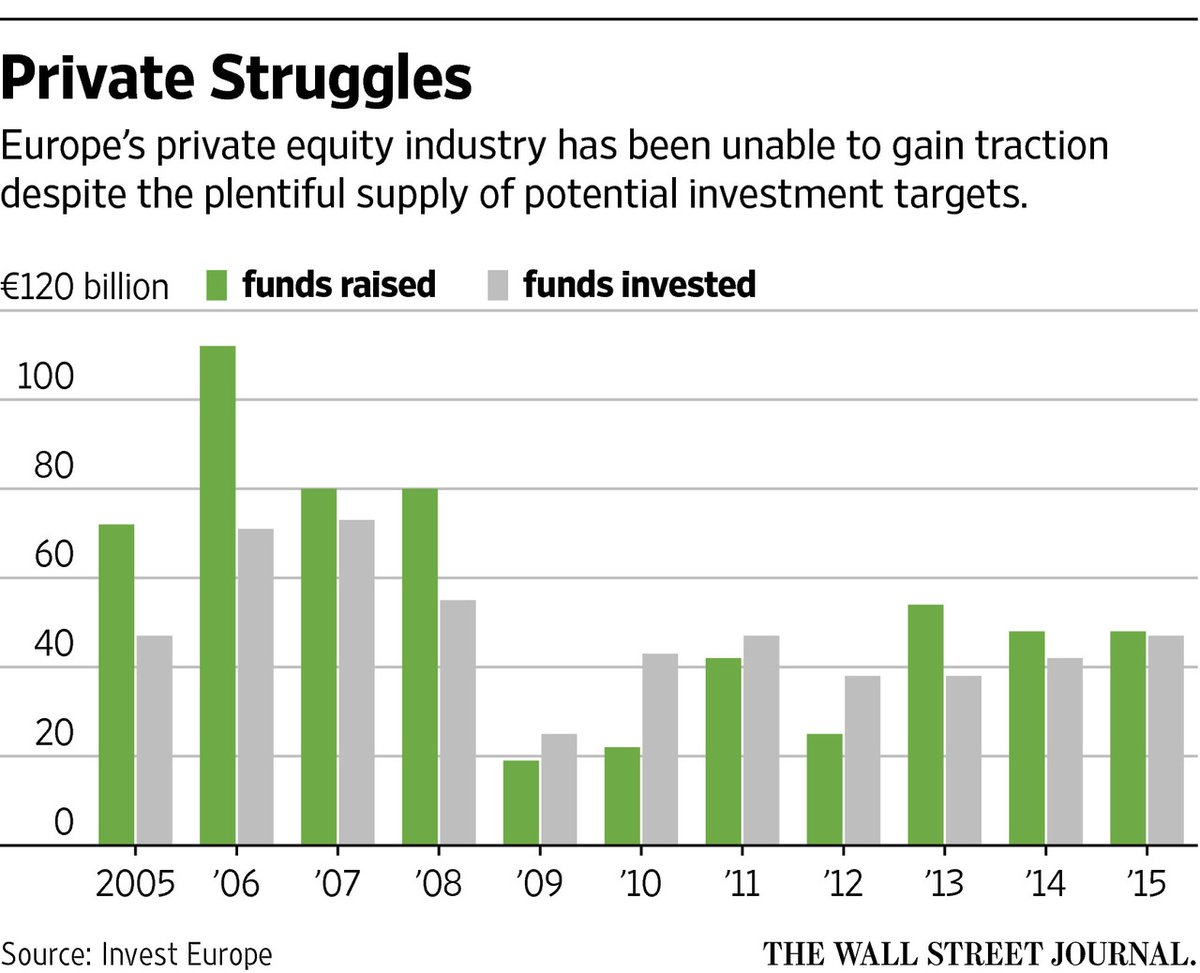 Private Struggles
Europe’s private equity industry has been unable to gain traction
despite the plentiful supply of potential investment targets.
€120 billion funds raised funds invested
100
80
60
40
20
0
2005 ’06 ’07 ’08 ’09 ’10 ’11 ’12 ’13 ’14 ’15
Source: Invest Europe THE WALL STREET JOURNAL.